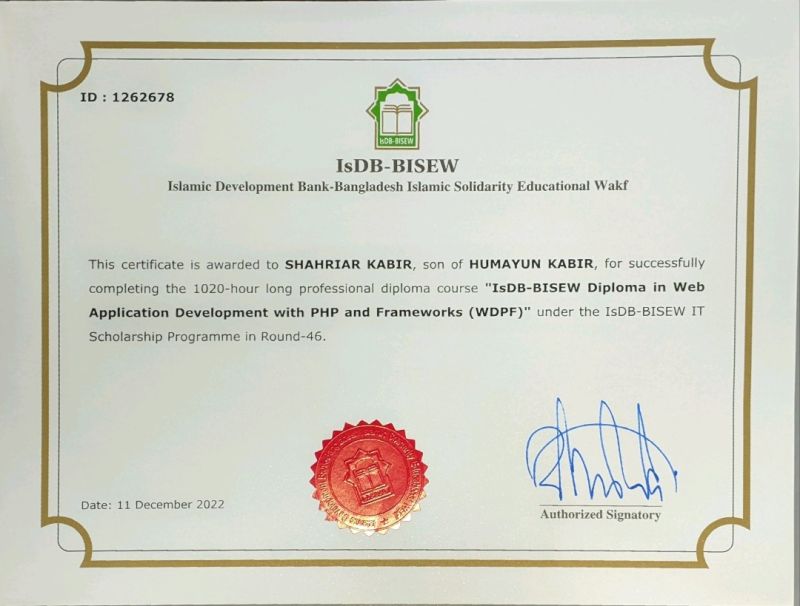 ID : 1262678
IsDB-BISEW
IsDB-BISEW
Islamic Development Bank-Bangladesh Islamic Solidarity Educational Wakf
This certificate is awarded to SHAHRIAR KABIR, son of HUMAYUN KABIR, for successfully
completing the 1020-hour long professional diploma course "IsDB-BISEW Diploma in Web
Application Development with PHP and Frameworks (WDPF)" under the IsDB-BISEW IT
Scholarship Programme in Round-46.
Date: 11 December 2022
Authorized Signatory